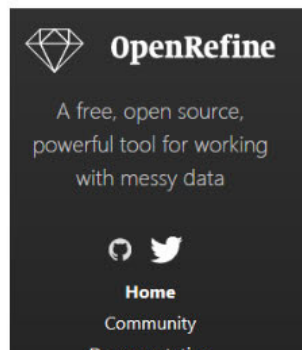 OpenRefine
A free, open source,
powerful tool for working
with messy data
Home
Community